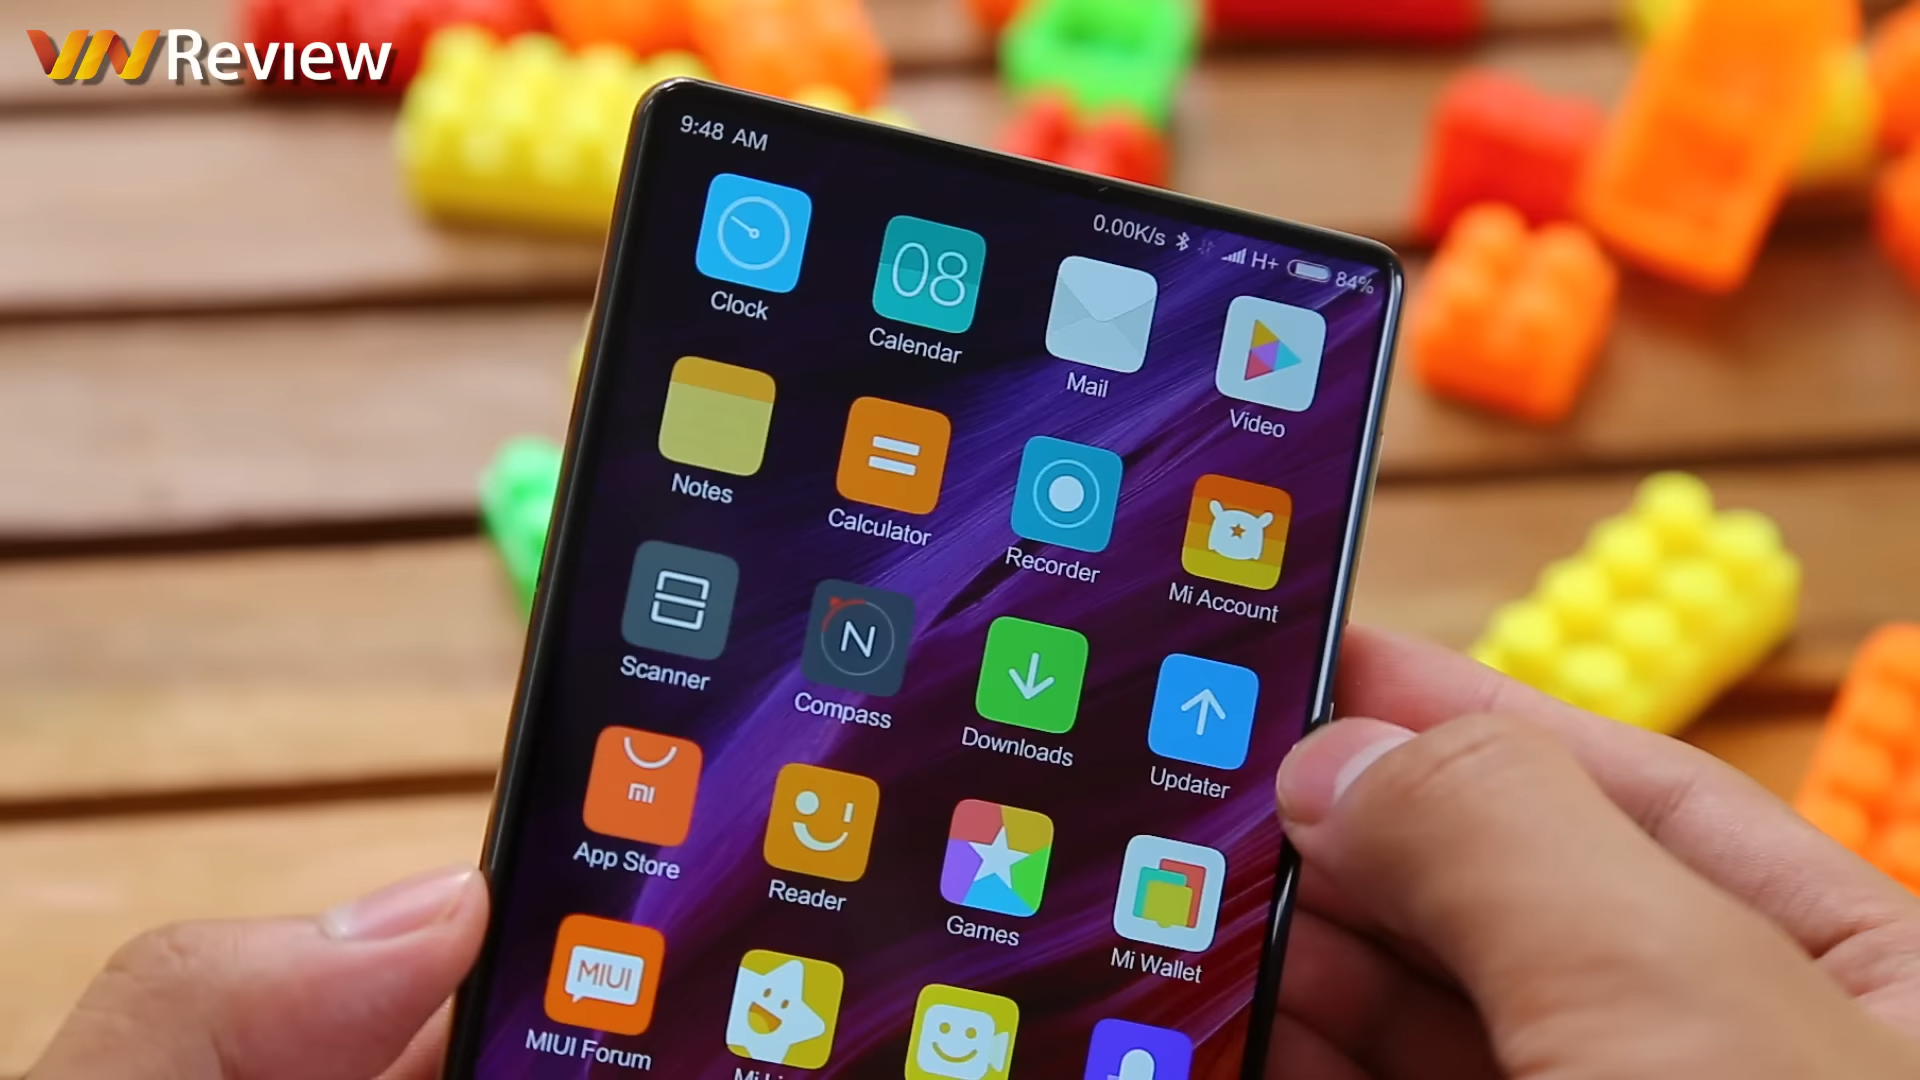 VNReview
9:48 AM
0.00K/s H+ 84%
Clock
08
Calendar
Mail
Video
Notes
Calculator
Recorder
Mi Account
Scanner
N
Compass
Downloads
Updater
MI
App Store
Reader
Games
Mi Wallet
MIUI
MIUI Forum